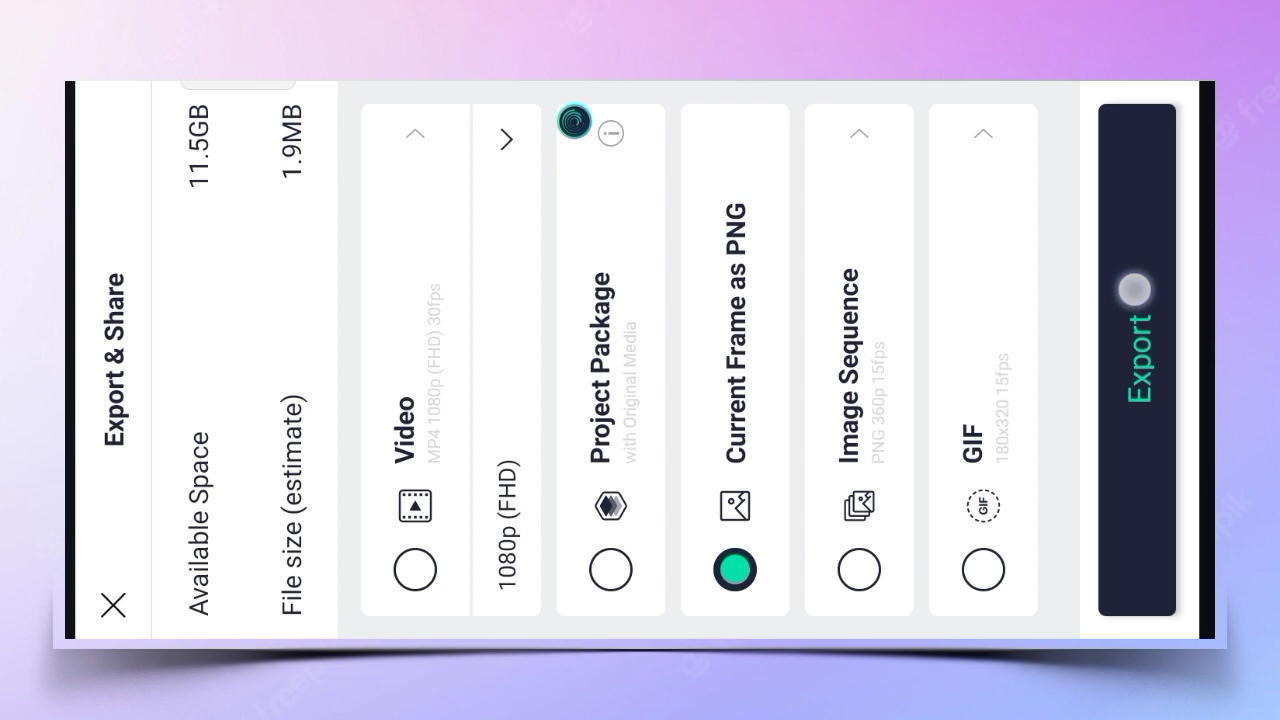 Export & Share
Available Space 11.5GB
File size (estimate) 1.9MB
Video
MP4 1080p (FHD) 30fps
1080p (FHD)
Project Package
with Original Media
Current Frame as PNG
Image Sequence
PNG 360p 15fps
GIF
GIF
180x320 15fps
Export